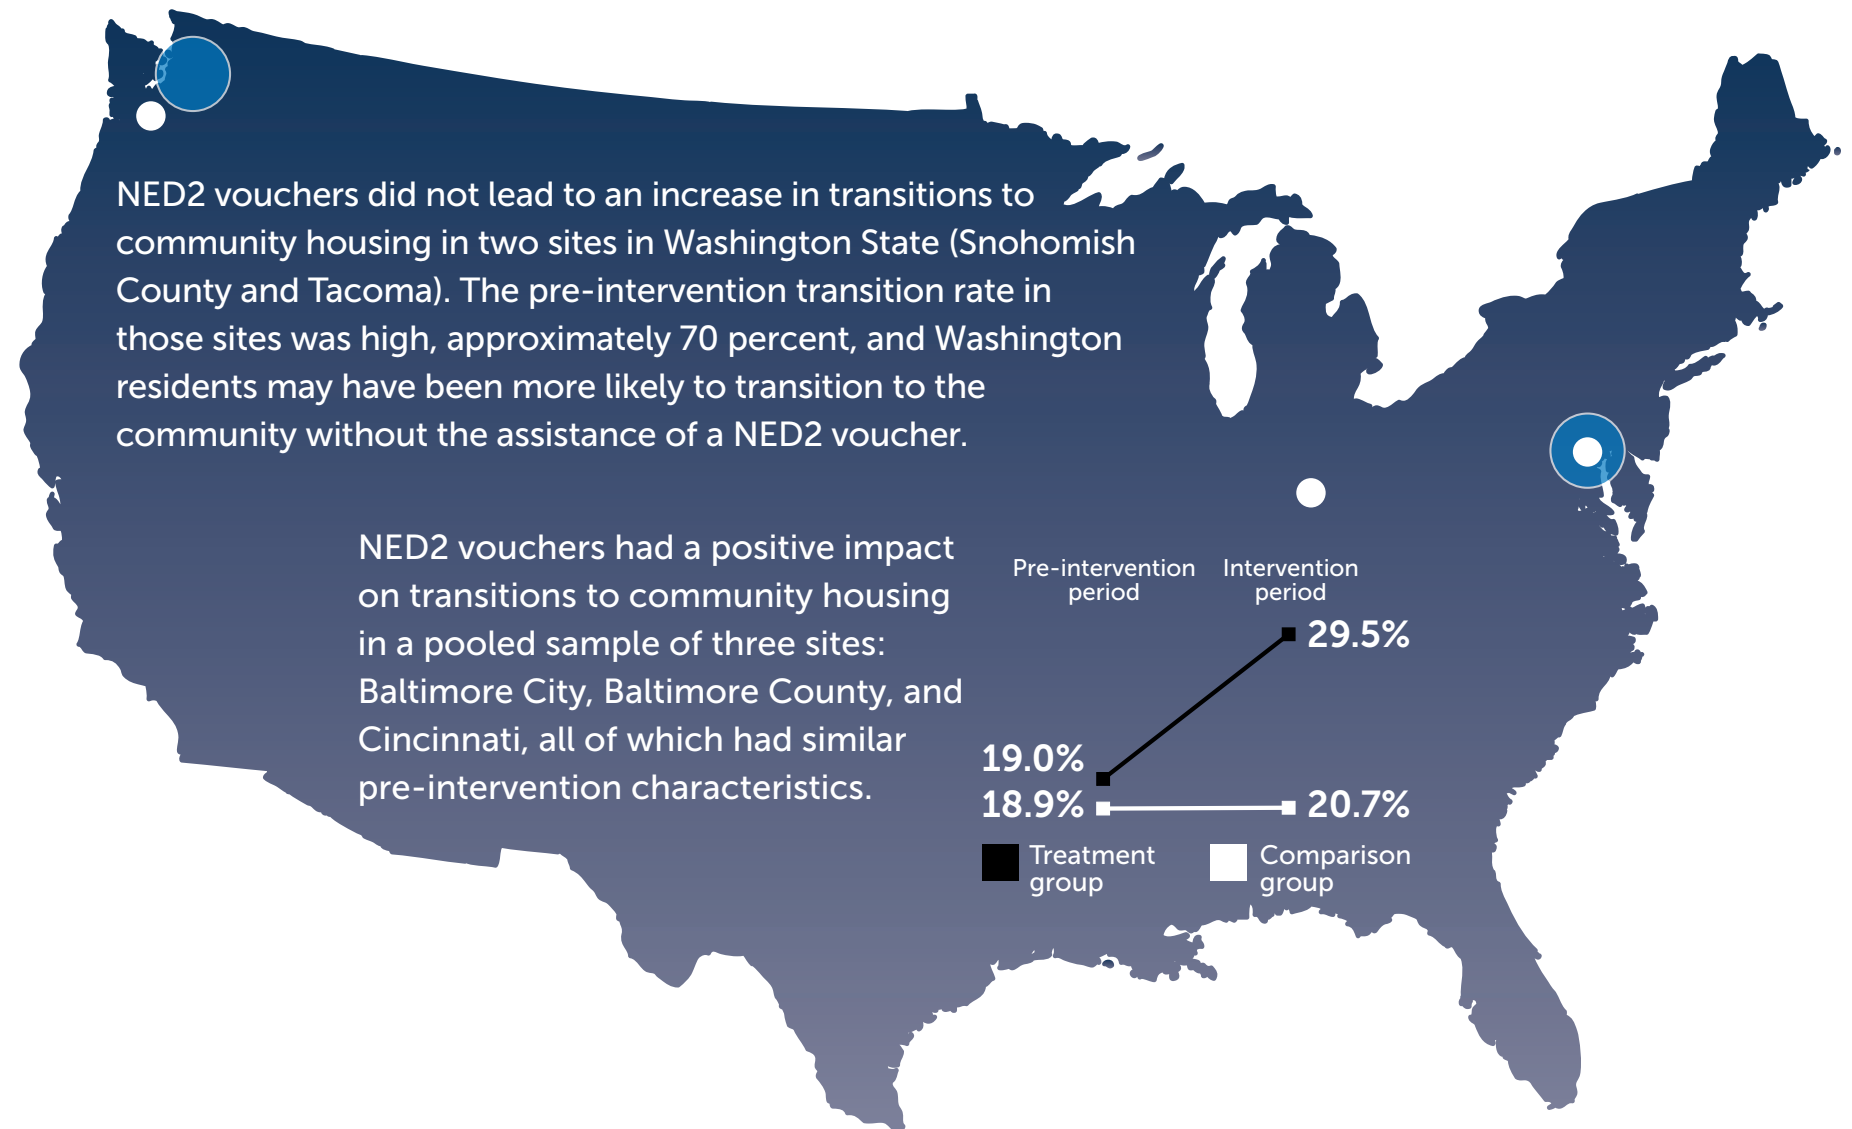 NED2 vouchers did not lead to an increase in transitions to
community housing in two sites in Washington State (Snohomish
County and Tacoma). The pre-intervention transition rate in
those sites was high, approximately 70 percent, and Washington
residents may have been more likely to transition to the
community without the assistance of a NED2 voucher.
NED2 vouchers had a positive impact
on transitions to community housing
in a pooled sample of three sites:
Baltimore City, Baltimore County, and
Cincinnati, all of which had similar
pre-intervention characteristics.
Pre-intervention
period
Intervention
period
29.5%
19.0%
18.9%
20.7%
Treatment
group
Comparison
group